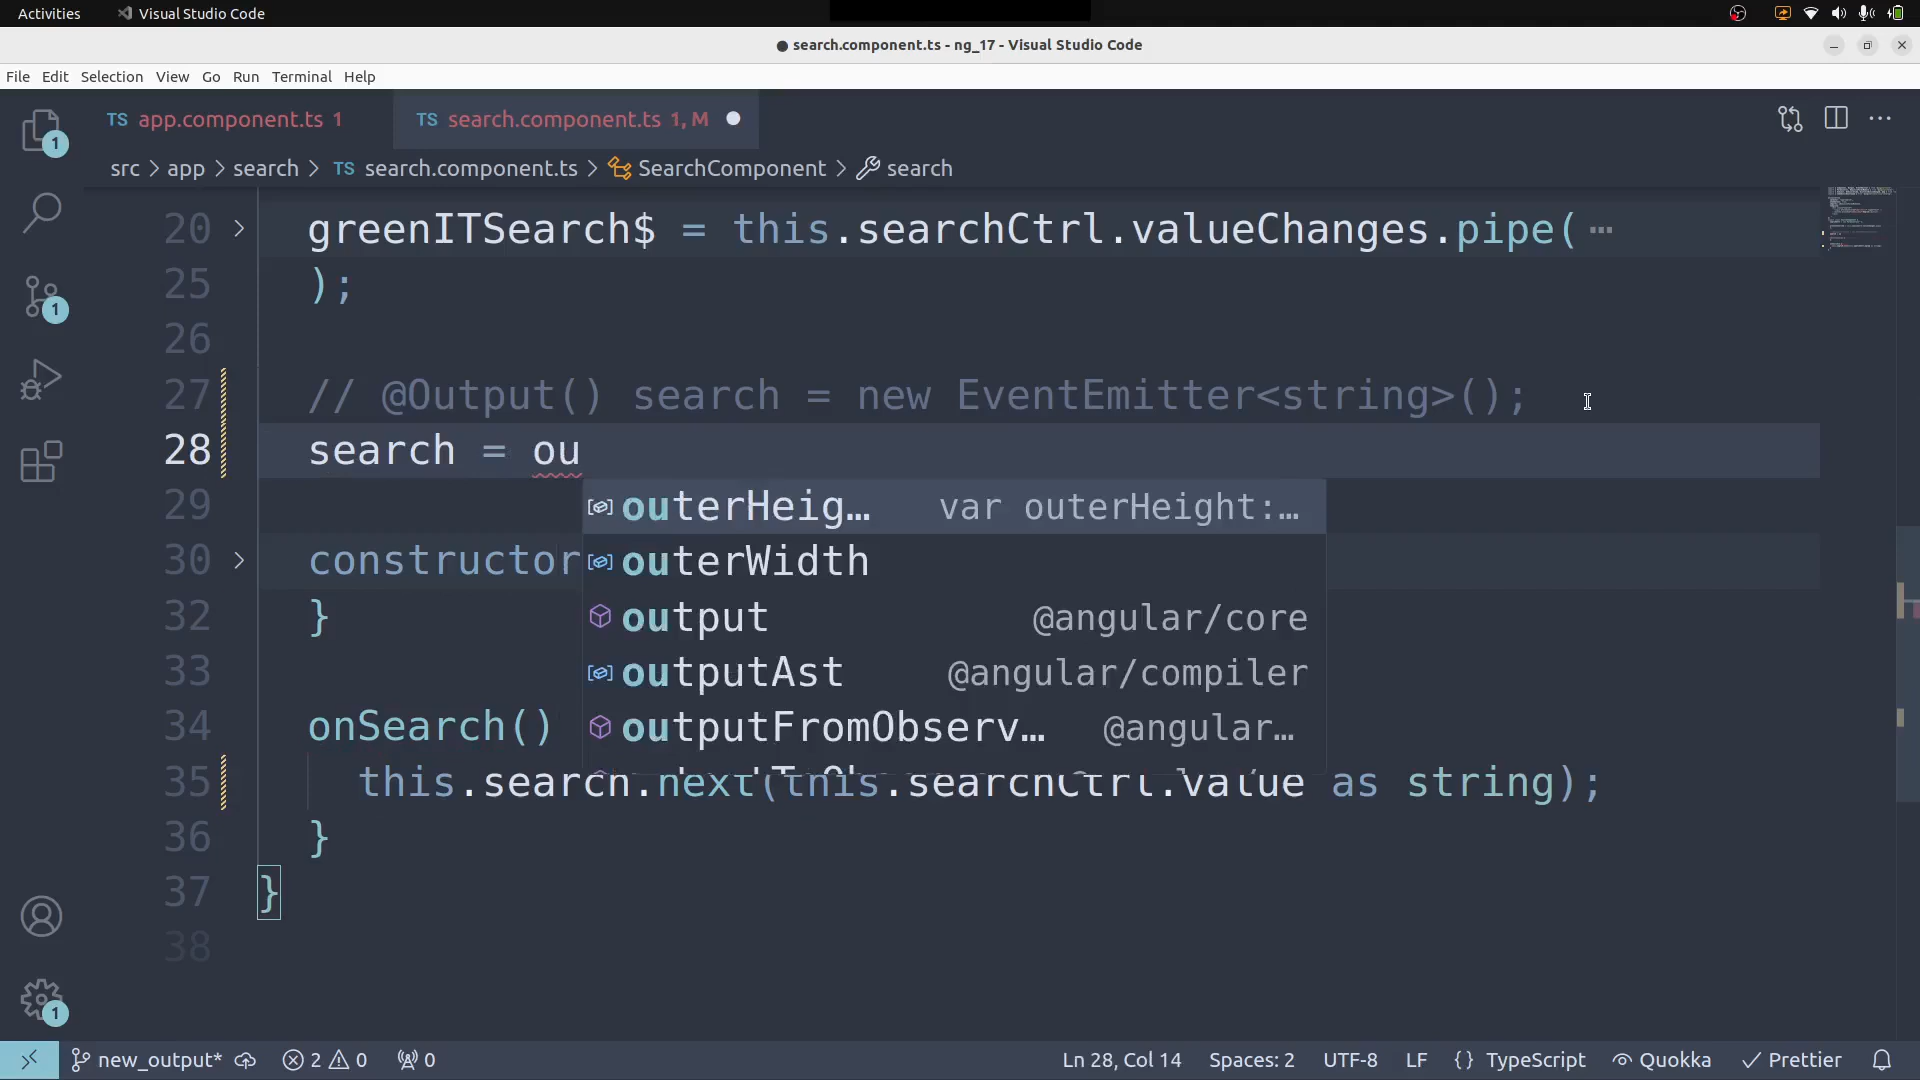 Activities
Visual Studio Code
● search.component.ts - ng_17 - Visual Studio Code
File Edit Selection View Go Run Terminal Help
TS app.component.ts 1
TS search.component.ts 1, M
src > app > search > TS search.component.ts > SearchComponent > search
1
1
1
20 greenITSearch$ = this.searchCtrl.valueChanges.pipe( ⋯
25 );
26
27 // @Output() search = new EventEmitter<string>();
28 search = ou
29
outerHeig… var outerHeight:…
30 constructor
outerWidth
32 }
output @angular/core
33
outputAst @angular/compiler
34 onSearch()
outputFromObserv… @angular…
35 this.search.next(this.searchCtrl.value as string);
36 }
37 }
38
new_output* 2 0 0 Ln 28, Col 14 Spaces: 2 UTF-8 LF { } TypeScript Quokka Prettier